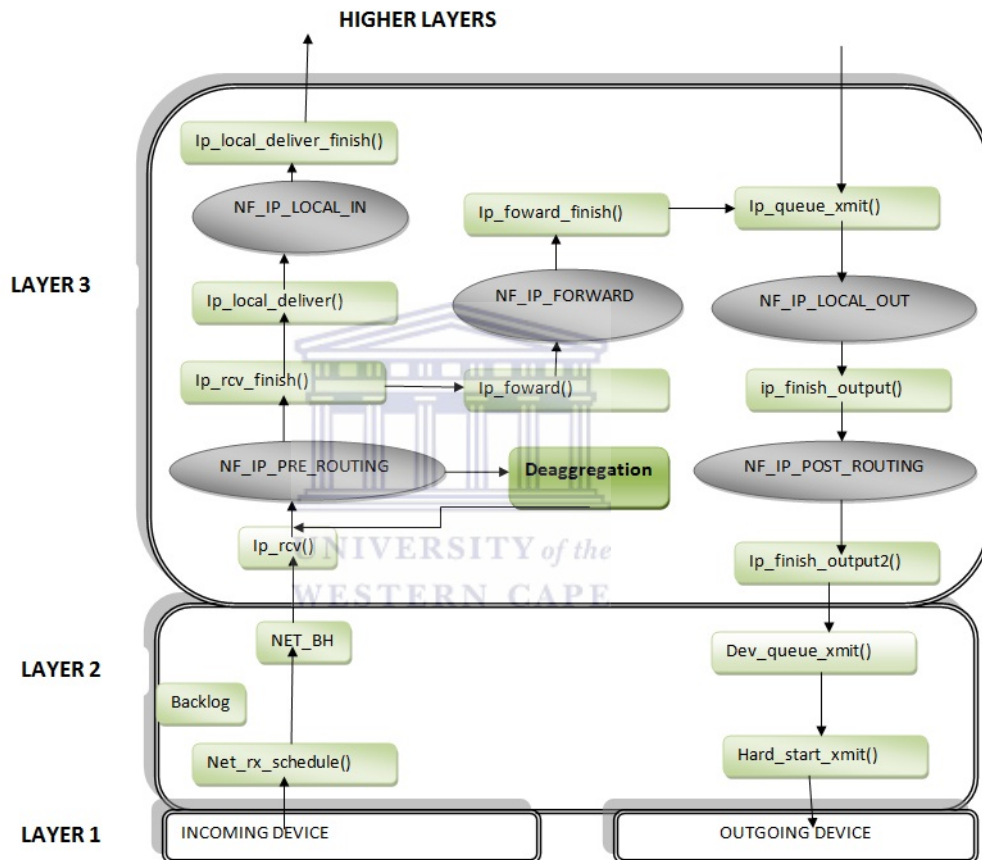 HIGHER LAYERS
Ip_local_deliver_finish()
NF_IP_LOCAL_IN
Ip_foward_finish()
Ip_queue_xmit()
LAYER 3
Ip_local_deliver()
NF_IP_FORWARD
NF_IP_LOCAL_OUT
Ip_rcv_finish()
Ip_foward()
ip_finish_output()
NF_IP_PRE_ROUTING
Deaggregation
NF_IP_POST_ROUTING
Ip_rcv()
Ip_finish_output2()
UNIVERSITY of the
WESTERN CAPE
NET_BH
Dev_queue_xmit()
LAYER 2
Backlog
Net_rx_schedule()
Hard_start_xmit()
LAYER 1
INCOMING DEVICE
OUTGOING DEVICE